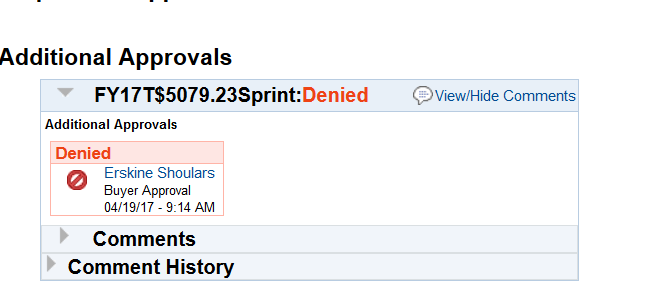 Additional Approvals
FY17T$5079.23Sprint:Denied View/Hide Comments
Additional Approvals
Denied
Erskine Shoulars
Buyer Approval
04/19/17 - 9:14 AM
Comments
Comment History